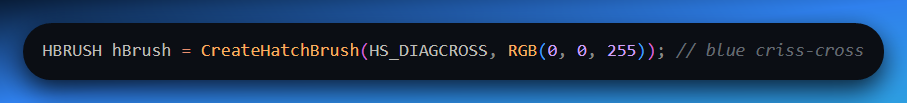 HBRUSH hBrush = CreateHatchBrush(HS_DIAGCROSS, RGB(0, 0, 255)); // blue criss-cross